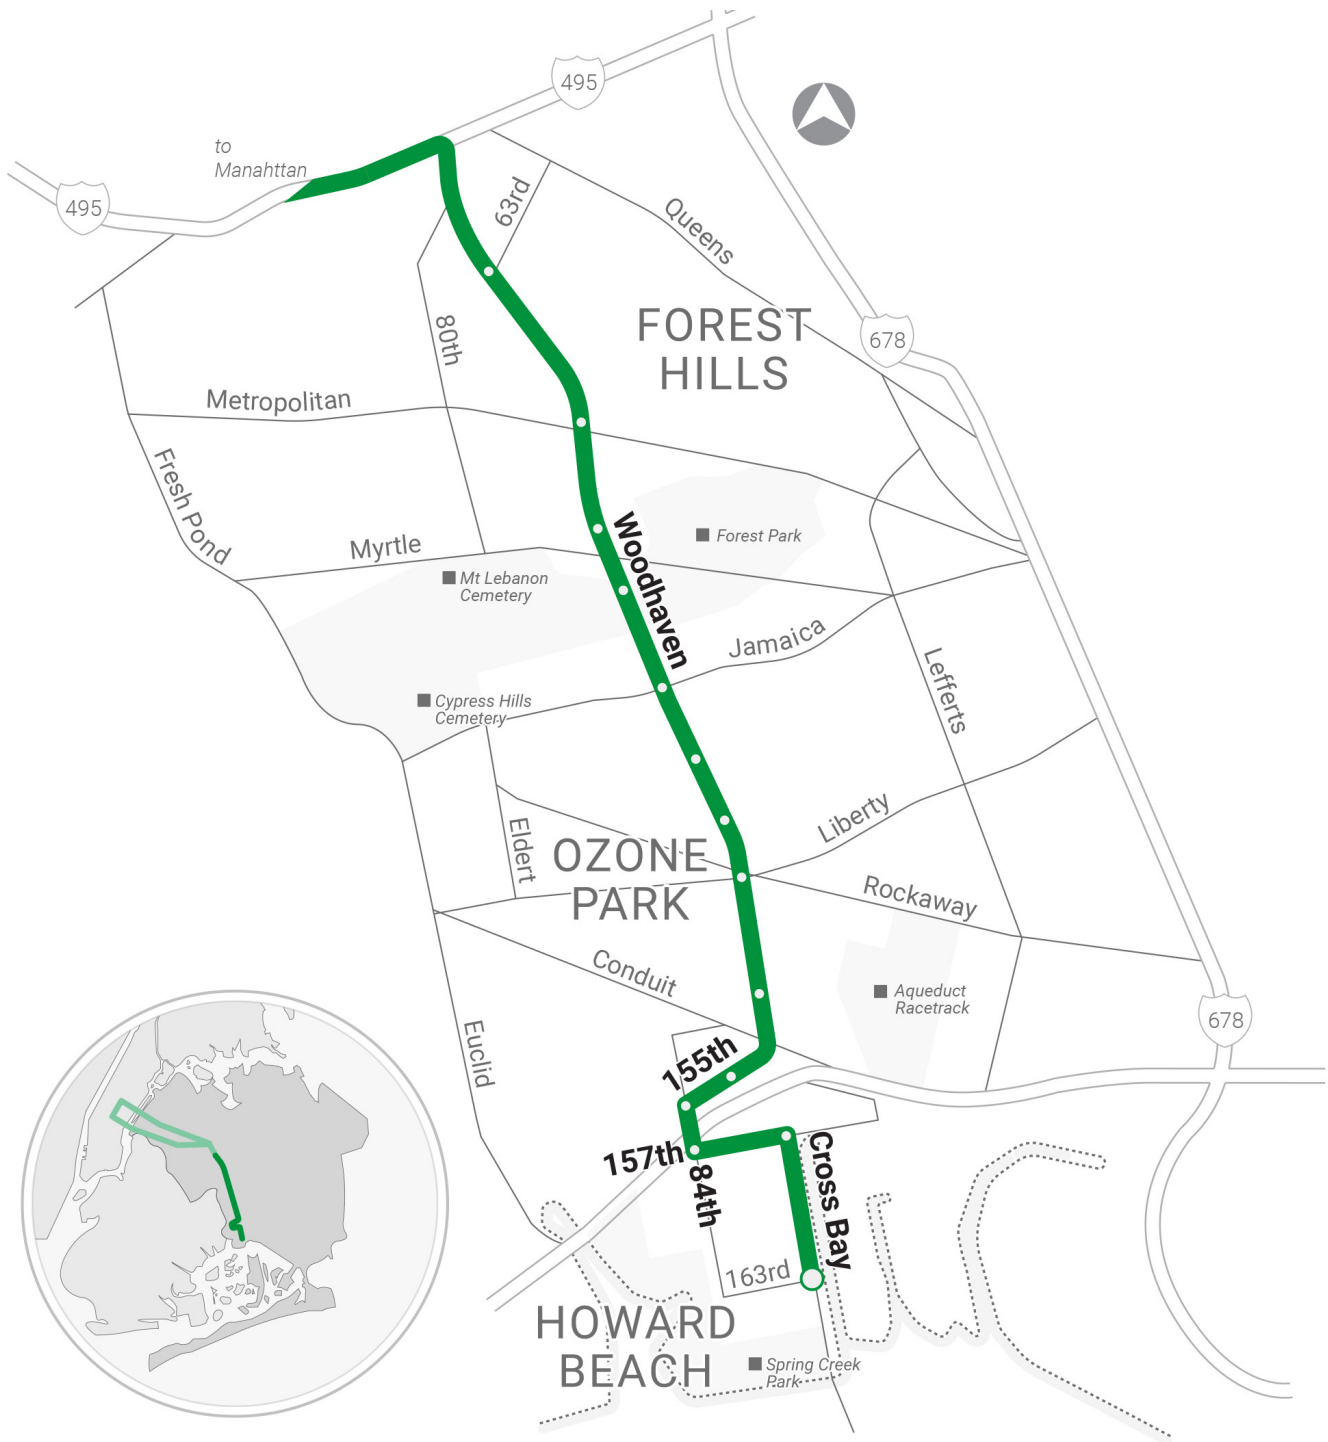 495
to
Manahttan
495
63rd
Queens
678
FOREST
HILLS
80th
Metropolitan
Fresh Pond
Myrtle
Woodhaven
Forest Park
Mt Lebanon
Cemetery
Jamaica
Lefferts
Cypress Hills
Cemetery
Eldert
Liberty
OZONE
PARK
Rockaway
Conduit
Aqueduct
Racetrack
678
Euclid
155th
157th
84th
Cross Bay
163rd
HOWARD
BEACH
Spring Creek
Park